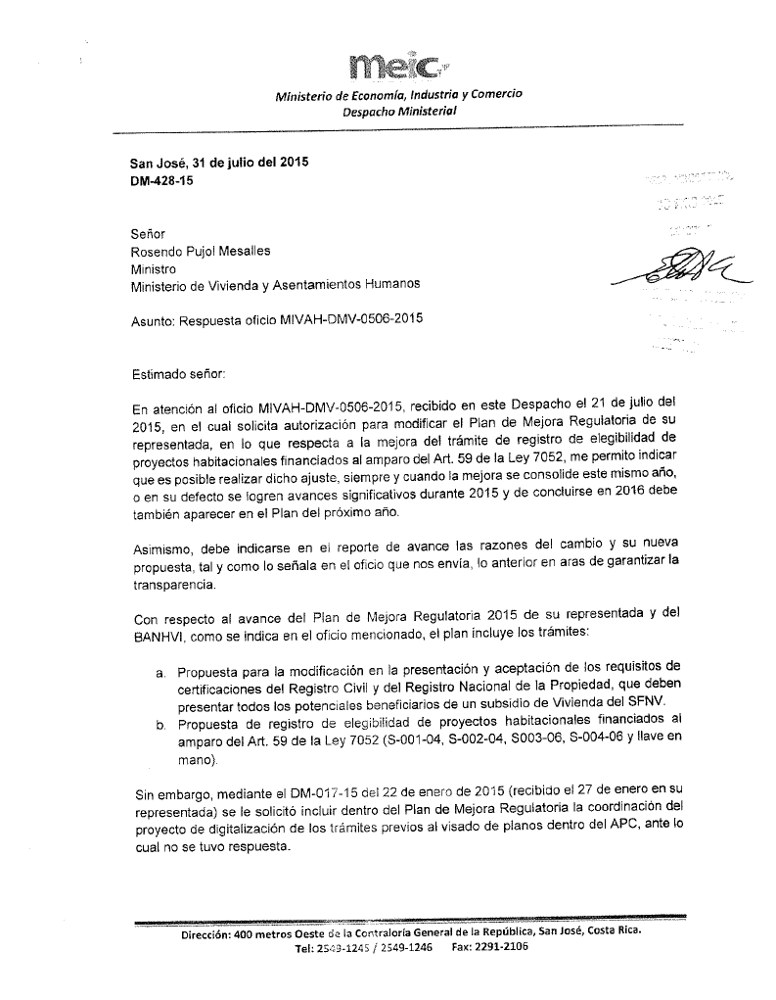 meic
Ministerio de Economía, Industria y Comercio
Despacho Ministerial
San José, 31 de julio del 2015
DM-428-15
Señor
Rosendo Pujol Mesalles
Ministro
Ministerio de Vivienda y Asentamientos Humanos
Asunto: Respuesta oficio MIVAH-DMV-0506-2015
Estimado señor:
En atención al oficio MIVAH-DMV-0506-2015, recibido en este Despacho el 21 de julio del
2015, en el cual solicita autorización para modificar el Plan de Mejora Regulatoria de su
representada, en lo que respecta a la mejora del trámite de registro de elegibilidad de
proyectos habitacionales financiados al amparo del Art. 59 de la Ley 7052, me permito indicar
que es posible realizar dicho ajuste, siempre y cuando la mejora se consolide este mismo año,
o en su defecto se logren avances significativos durante 2015 y de concluirse en 2016 debe
también aparecer en el Plan del próximo año.
Asimismo, debe indicarse en el reporte de avance las razones del cambio y su nueva
propuesta, tal y como lo señala en el oficio que nos envía, lo anterior en aras de garantizar la
transparencia.
Con respecto al avance del Plan de Mejora Regulatoria 2015 de su representada y del
BANHVI, como se indica en el oficio mencionado, el plan incluye los trámites:
a. Propuesta para la modificación en la presentación y aceptación de los requisitos de
certificaciones del Registro Civil y del Registro Nacional de la Propiedad, que deben
presentar todos los potenciales beneficiarios de un subsidio de Vivienda del SFNV.
b. Propuesta de registro de elegibilidad de proyectos habitacionales financiados al
amparo del Art. 59 de la Ley 7052 (S-001-04, S-002-04, S003-06, S-004-06 y llave en
mano).
Sin embargo, mediante el DM-017-15 del 22 de enero de 2015 (recibido el 27 de enero en su
representada) se le solicitó incluir dentro del Plan de Mejora Regulatoria la coordinación del
proyecto de digitalización de los trámites previos al visado de planos dentro del APC, ante lo
cual no se tuvo respuesta.
Dirección: 400 metros Oeste de la Contraloría General de la República, San José, Costa Rica.
Tel: 2549-1245 / 2549-1246 Fax: 2291-2106